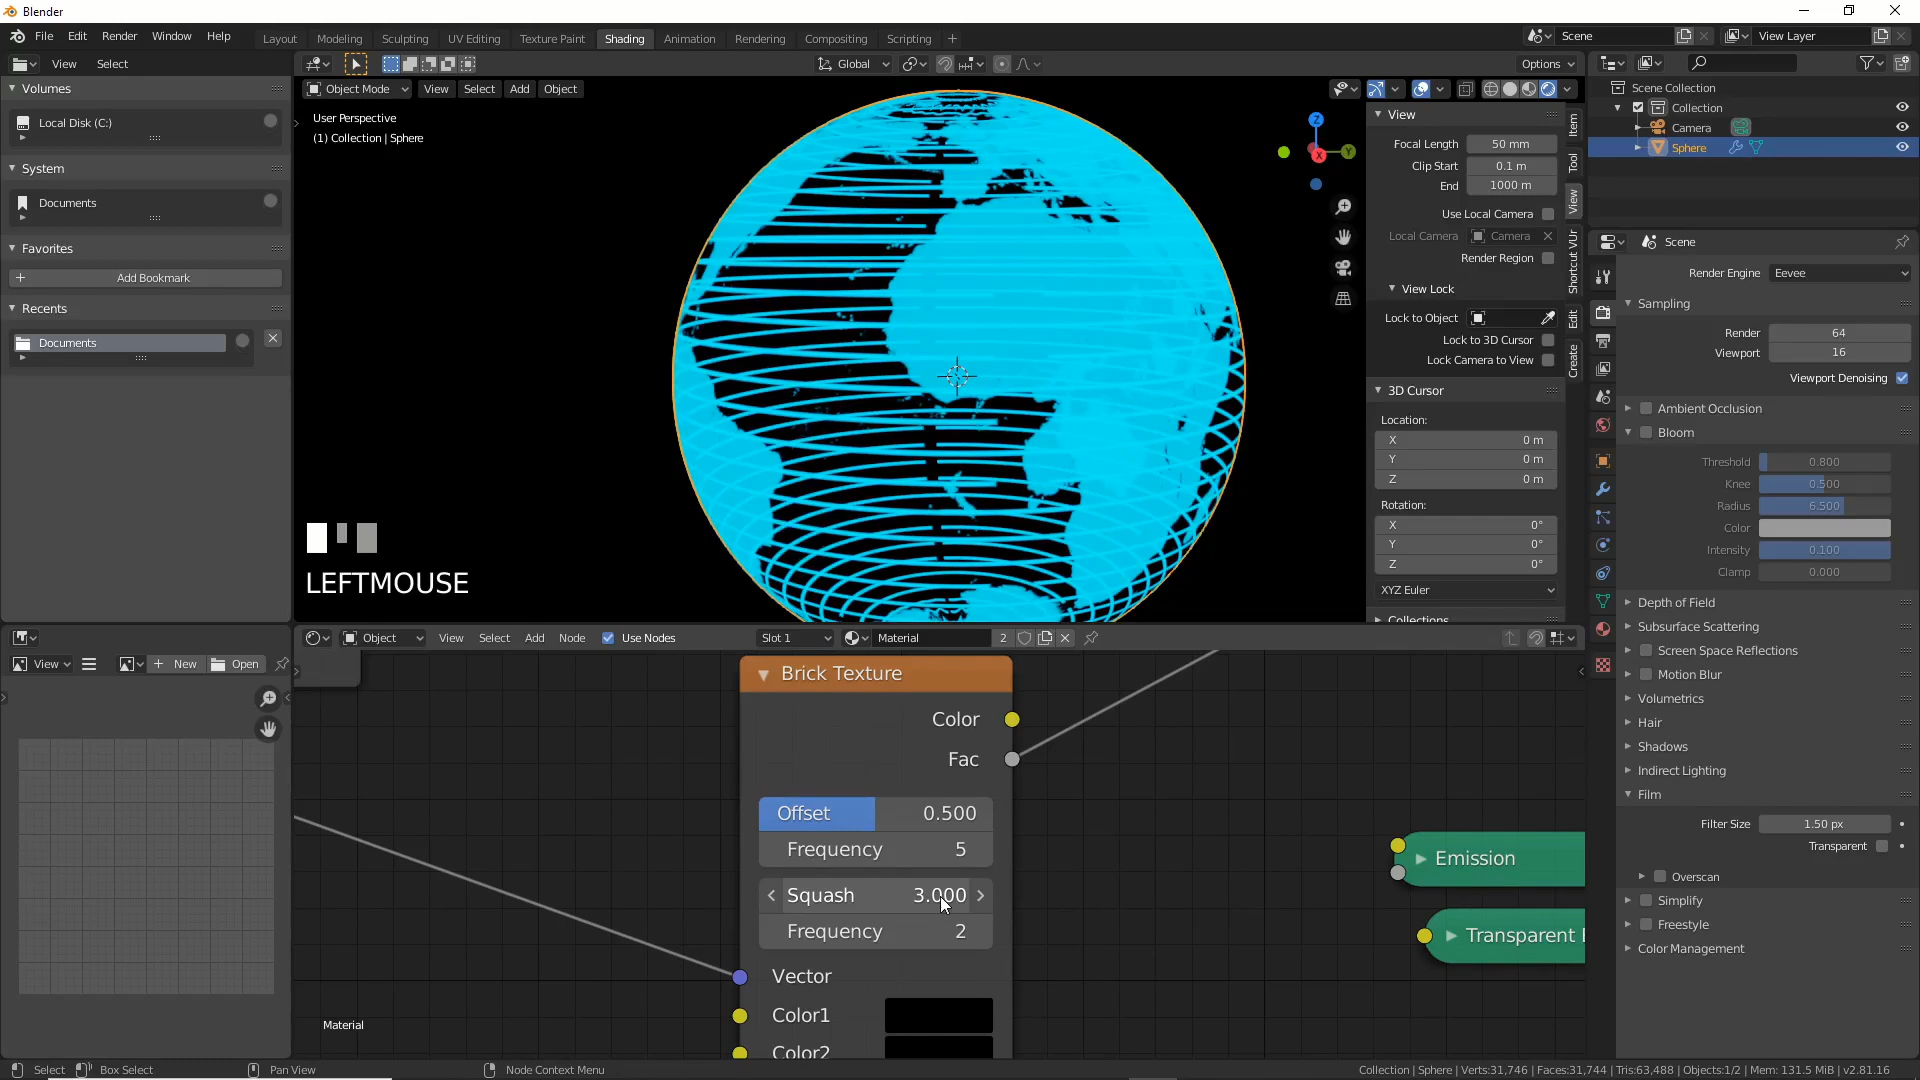 Blender
File Edit Render Window Help
Layout Modeling Sculpting UV Editing Texture Paint Shading Animation Rendering Compositing Scripting +
Scene
View Layer
View Select
Global
Options
Volumes
Local Disk (C:)
System
Documents
Favorites
Add Bookmark
Recents
Documents
Object Mode View Select Add Object
User Perspective
(1) Collection | Sphere
LEFTMOUSE
Z
X
Y
View
Focal Length 50 mm
Clip Start 0.1 m
End 1000 m
Use Local Camera
Local Camera Camera
Render Region
View Lock
Lock to Object
Lock to 3D Cursor
Lock Camera to View
3D Cursor
Location:
X 0 m
Y 0 m
Z 0 m
Rotation:
X 0°
Y 0°
Z 0°
XYZ Euler
Collections
Item
Tool
View
Shortcut VUr
Edit
Create
Scene Collection
Collection
Camera
Sphere
Scene
Render Engine Eevee
Sampling
Render 64
Viewport 16
Viewport Denoising
Ambient Occlusion
Bloom
Threshold 0.800
Knee 0.500
Radius 6.500
Color
Intensity 0.100
Clamp 0.000
Depth of Field
Subsurface Scattering
Screen Space Reflections
Motion Blur
Volumetrics
Hair
Shadows
Indirect Lighting
Film
Filter Size 1.50 px
Transparent
Overscan
Simplify
Freestyle
Color Management
View New Open
Object View Select Add Node Use Nodes Slot 1 Material 2
Brick Texture
Color
Fac
Offset 0.500
Frequency 5
Squash 3.000
Frequency 2
Vector
Color1
Color2
Emission
Transparent
Material
Select Box Select Pan View Node Context Menu
Collection | Sphere | Verts:31,746 | Faces:31,744 | Tris:63,488 | Objects:1/2 | Mem: 131.5 MiB | v2.81.16